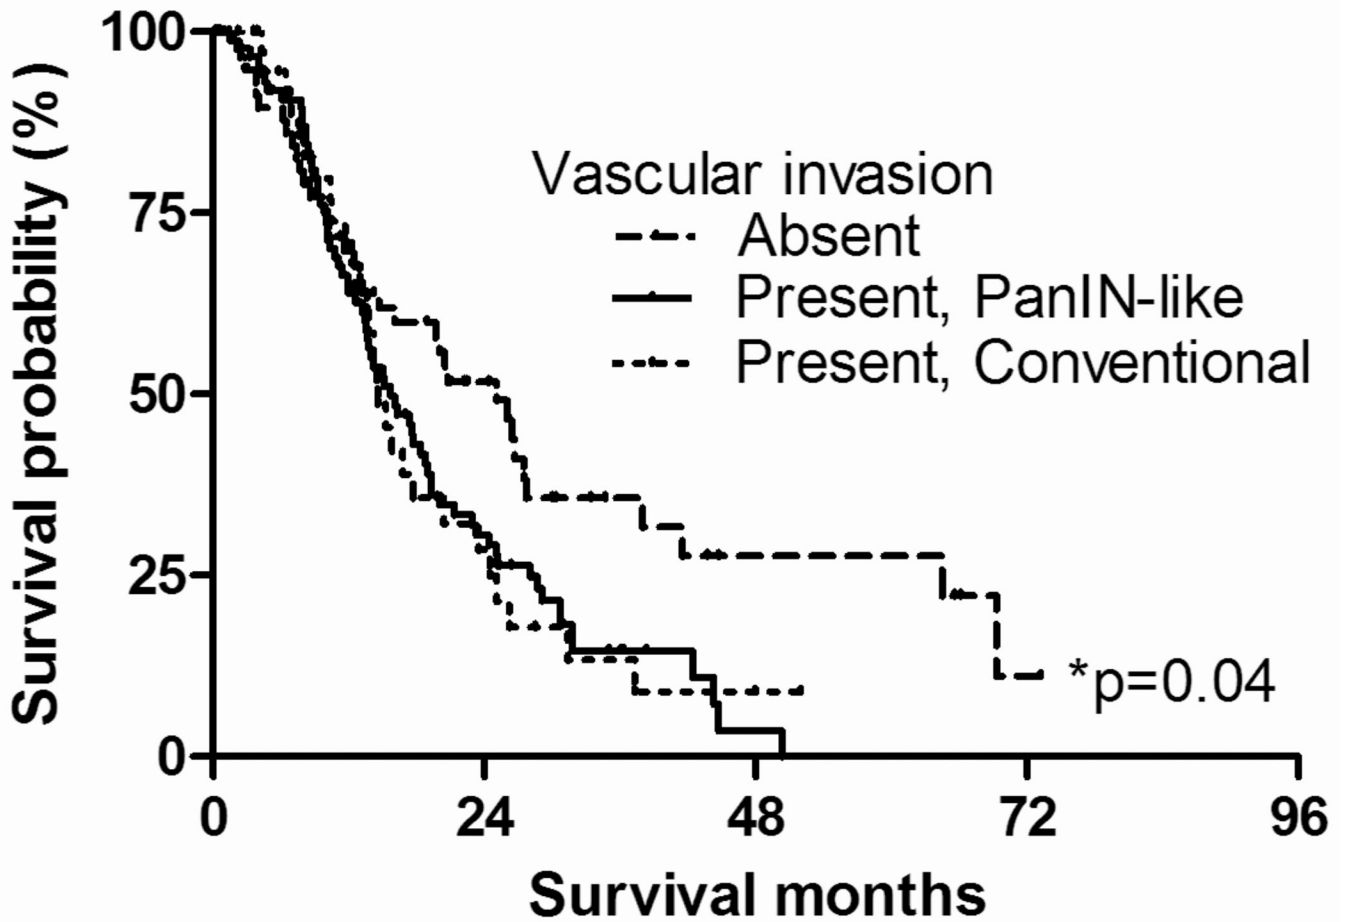 Survival probability (%)
100
75
50
25
0
Vascular invasion
Absent
Present, PanIN-like
Present, Conventional
*p=0.04
0 24 48 72 96
Survival months